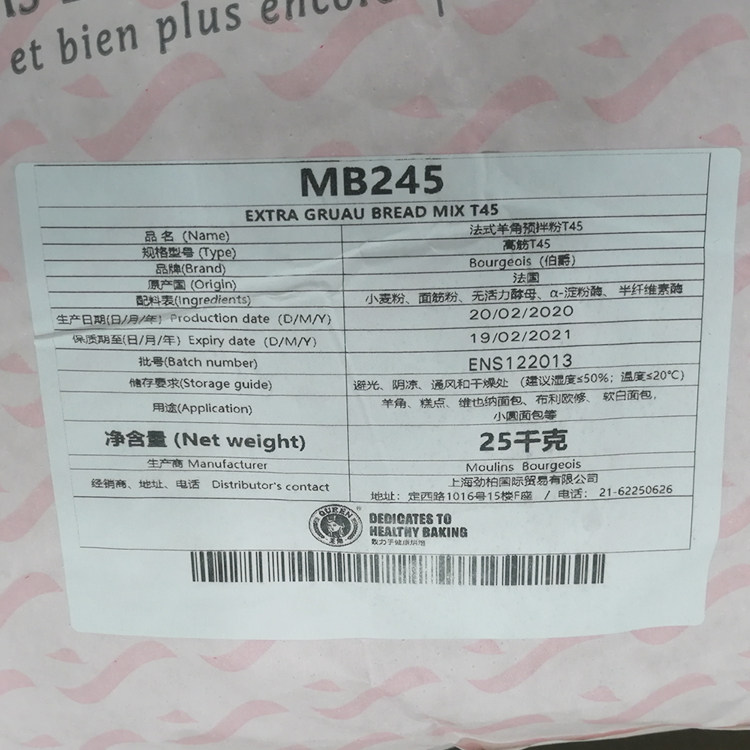 et bien plus encore
MB245
EXTRA GRUAU BREAD MIX T45
品名 (Name) 法式羊角预拌粉T45
规格型号 (Type) 高筋T45
品牌(Brand) Bourgeois (伯爵)
原产国 (Origin) 法国
配料表(Ingredients) 小麦粉、面筋粉、无活力酵母、α-淀粉酶、半纤维素酶
生产日期(日/月/年) Production date (D/M/Y) 20/02/2020
保质期至(日/月/年) Expiry date (D/M/Y) 19/02/2021
批号(Batch number) ENS122013
储存要求(Storage guide) 避光、阴凉、通风和干燥处 (建议湿度≤50%; 温度≤20℃)
用途(Application) 羊角、糕点、维也纳面包、布利欧修、软白面包,
小圆面包等
净含量 (Net weight) 25千克
生产商 Manufacturer Moulins Bourgeois
经销商、地址、电话 Distributor's contact 上海劲柏国际贸易有限公司
地址: 定西路1016号15楼F座 / 电话: 21-62250626
QUEEN
DEDICATES TO
HEALTHY BAKING
致力于健康烘焙